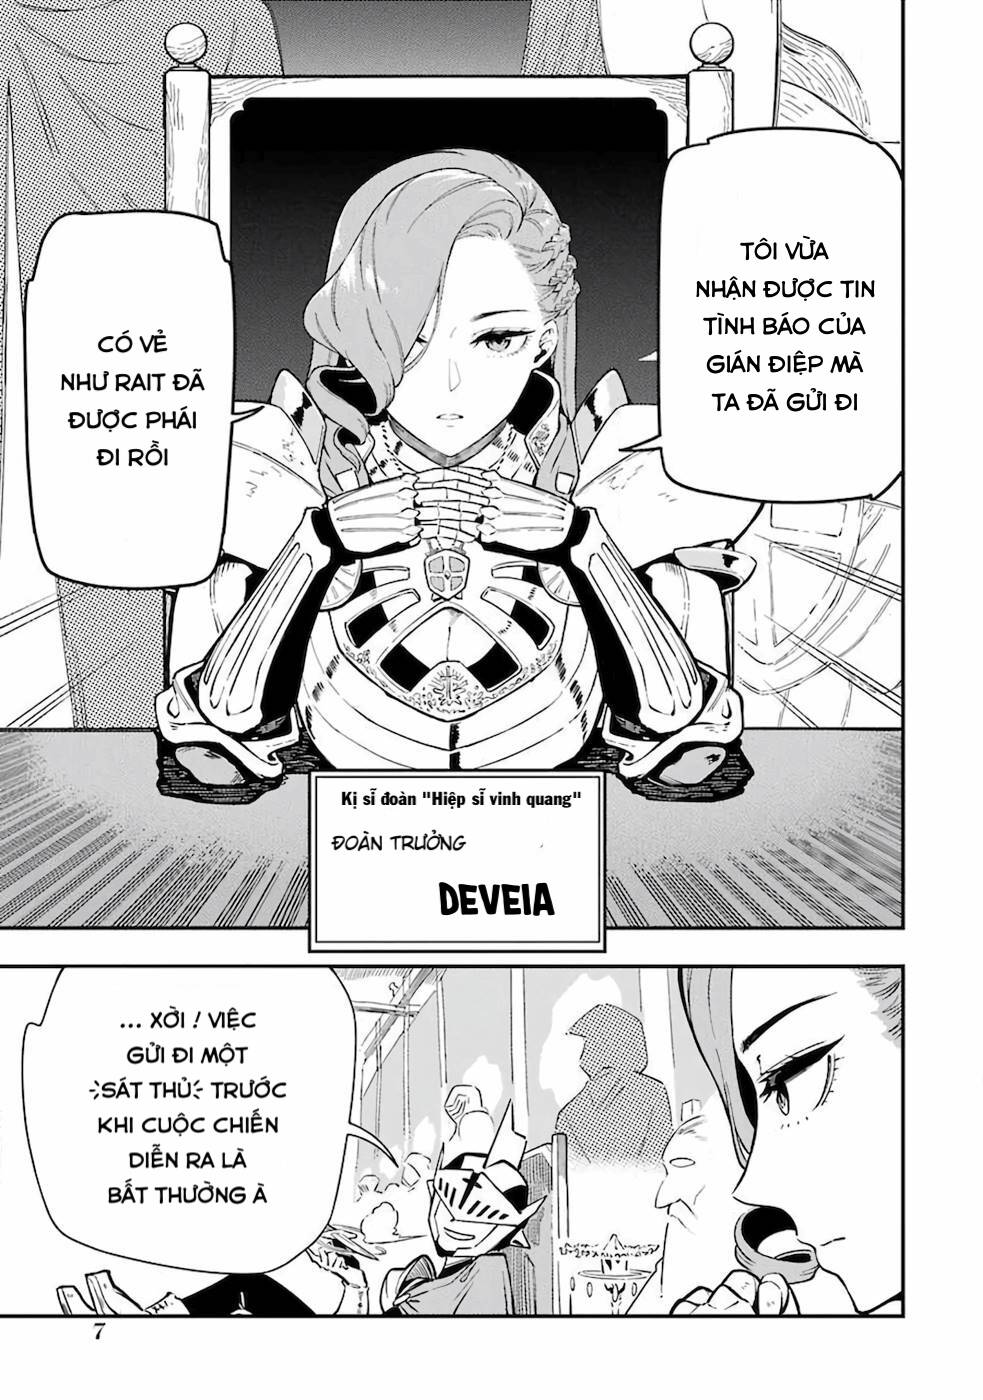 TÔI VỪA
NHẬN ĐƯỢC TIN
TÌNH BÁO CỦA
GIÁN ĐIỆP MÀ
TA ĐÃ GỬI ĐI
CÓ VẺ
NHƯ RAIT ĐÃ
ĐƯỢC PHÁI
ĐI RỒI
Kị sĩ đoàn "Hiệp sĩ vinh quang"
ĐOÀN TRƯỞNG
DEVEIA
... XỜI! VIỆC
GỬI ĐI MỘT
SÁT THỦ TRƯỚC
KHI CUỘC CHIẾN
DIỄN RA LÀ
BẤT THƯỜNG À
7